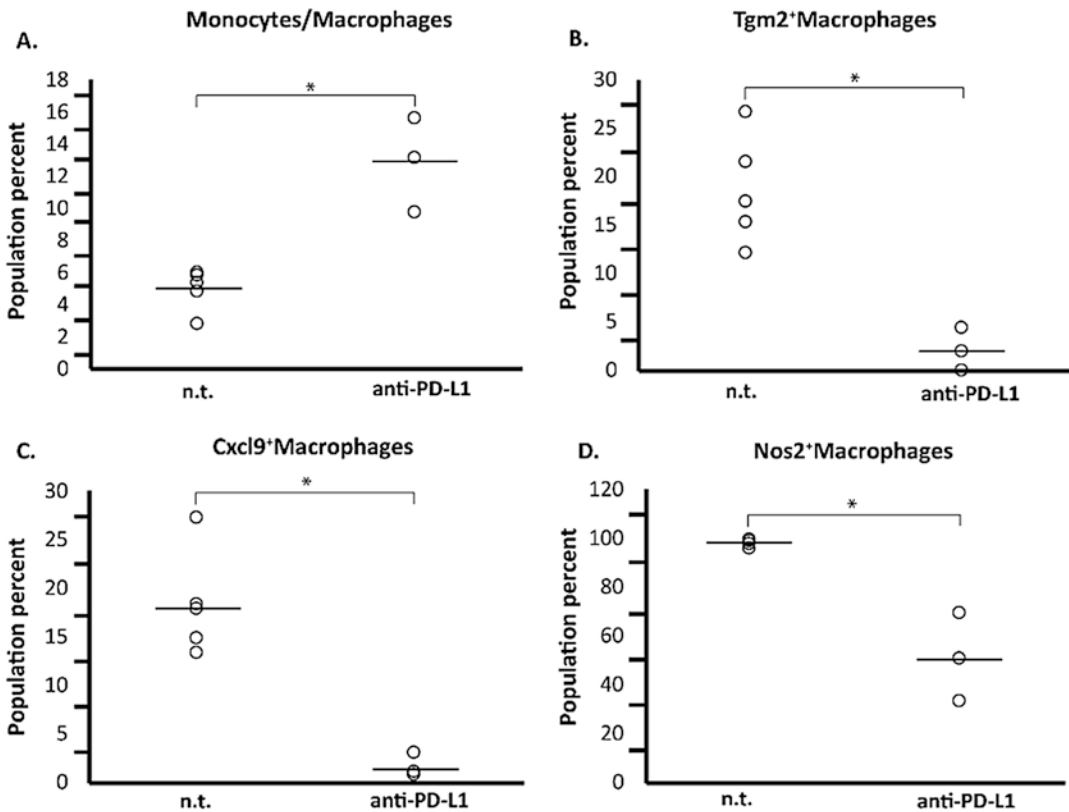 A.
Monocytes/Macrophages
Population percent
18
16
14
12
10
8
6
4
2
0
*
n.t.
anti-PD-L1
B.
Tgm2⁺Macrophages
Population percent
30
25
20
15
10
5
0
*
n.t.
anti-PD-L1
C.
Cxcl9⁺Macrophages
Population percent
30
25
20
15
10
5
0
*
n.t.
anti-PD-L1
D.
Nos2⁺Macrophages
Population percent
120
100
80
60
40
20
0
*
n.t.
anti-PD-L1